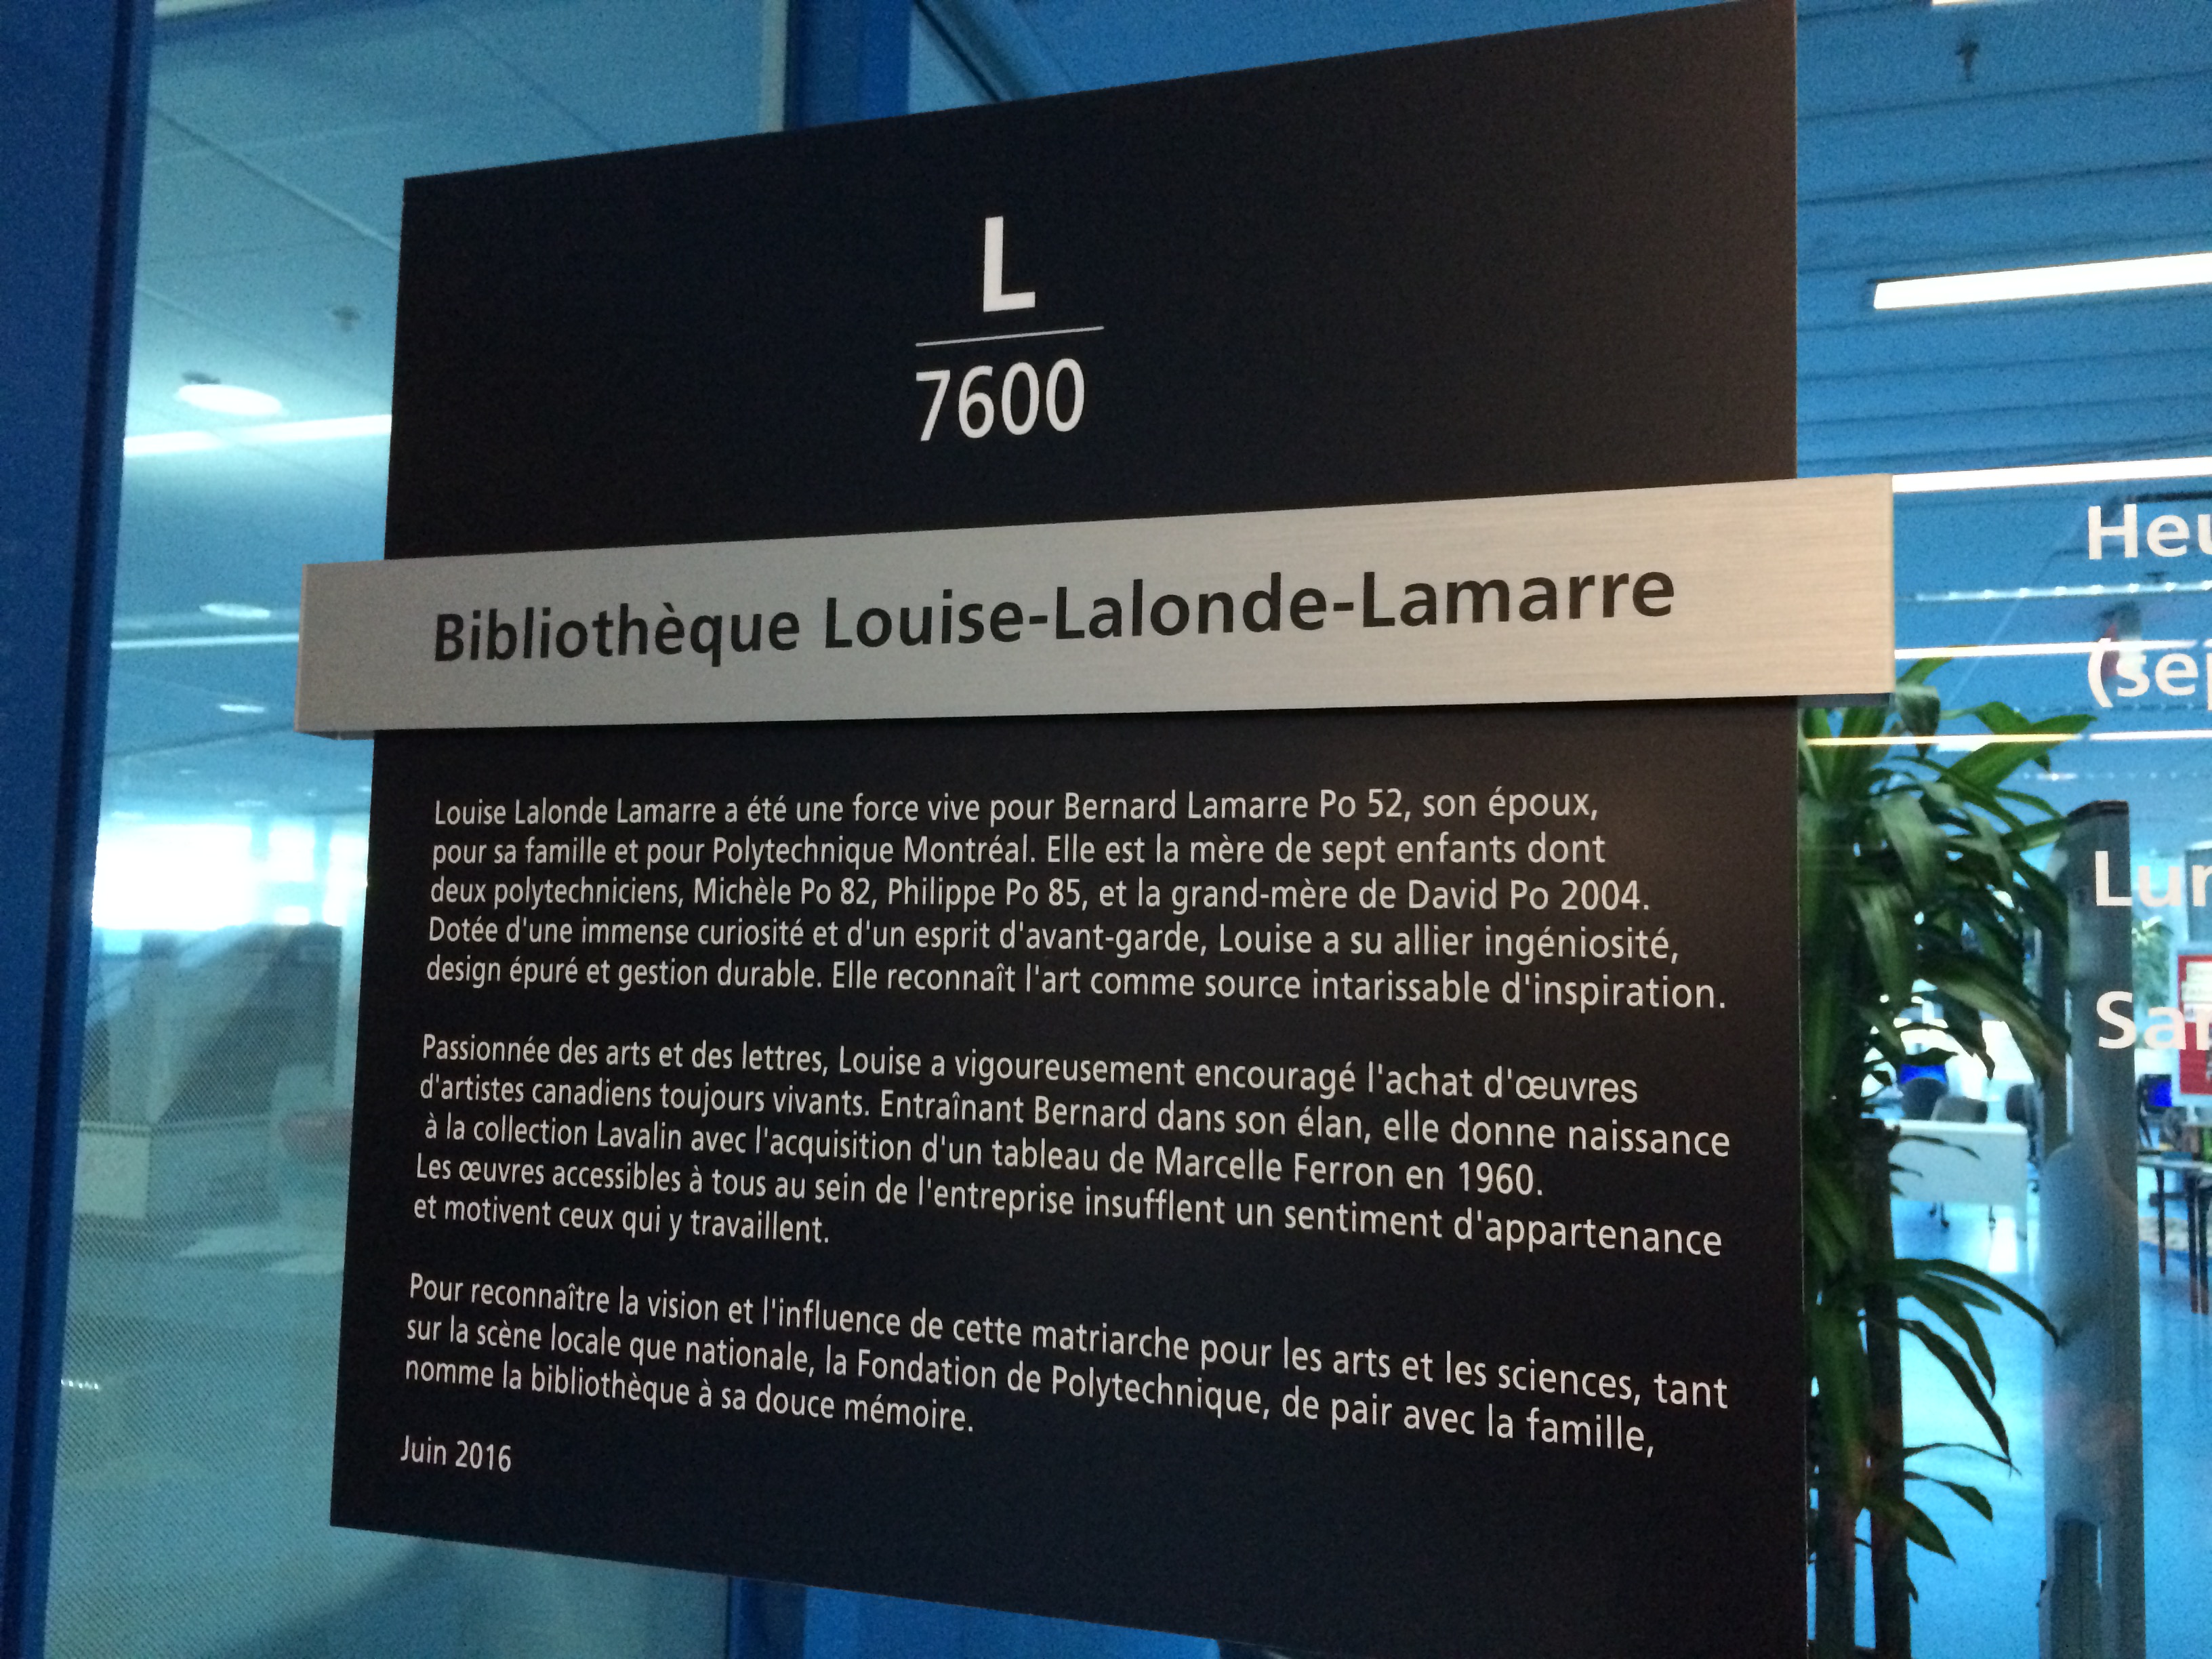 L
7600
Bibliothèque Louise-Lalonde-Lamarre
Louise Lalonde Lamarre a été une force vive pour Bernard Lamarre Po 52, son époux,
pour sa famille et pour Polytechnique Montréal. Elle est la mère de sept enfants dont
deux polytechniciens, Michèle Po 82, Philippe Po 85, et la grand-mère de David Po 2004.
Dotée d'une immense curiosité et d'un esprit d'avant-garde, Louise a su allier ingéniosité,
design épuré et gestion durable. Elle reconnaît l'art comme source intarissable d'inspiration.
Passionnée des arts et des lettres, Louise a vigoureusement encouragé l'achat d'œuvres
d'artistes canadiens toujours vivants. Entraînant Bernard dans son élan, elle donne naissance
à la collection Lavalin avec l'acquisition d'un tableau de Marcelle Ferron en 1960.
Les œuvres accessibles à tous au sein de l'entreprise insufflent un sentiment d'appartenance
et motivent ceux qui y travaillent.
Pour reconnaître la vision et l'influence de cette matriarche pour les arts et les sciences, tant
sur la scène locale que nationale, la Fondation de Polytechnique, de pair avec la famille,
nomme la bibliothèque à sa douce mémoire.
Juin 2016